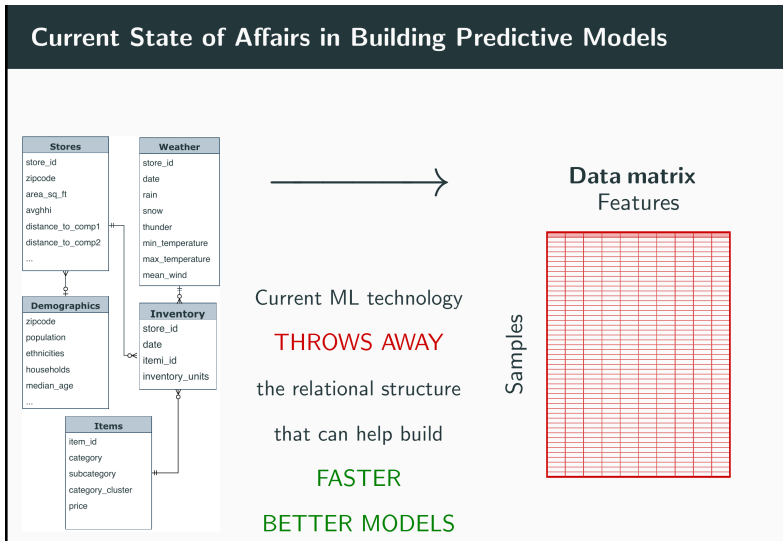 Current State of Affairs in Building Predictive Models
Stores
store_id
zipcode
area_sq_ft
avghhi
distance_to_comp1
distance_to_comp2
...
Weather
store_id
date
rain
snow
thunder
min_temperature
max_temperature
mean_wind
Demographics
zipcode
population
ethnicities
households
median_age
...
Inventory
store_id
date
itemi_id
inventory_units
Items
item_id
category
subcategory
category_cluster
price
Current ML technology
THROWS AWAY
the relational structure
that can help build
FASTER
BETTER MODELS
Data matrix
Features
Samples